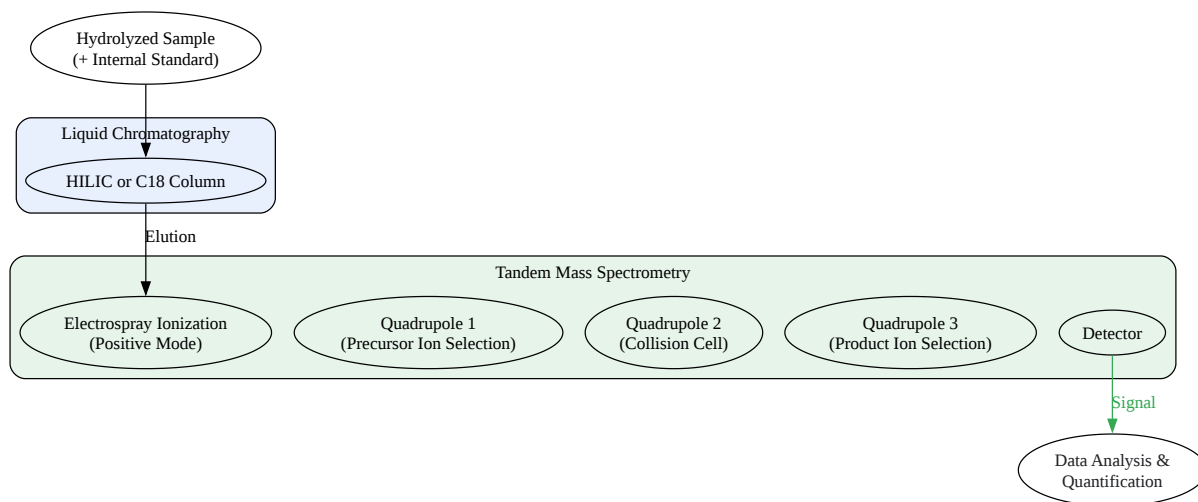 Hydrolyzed Sample
(+ Internal Standard)
Liquid Chromatography
HILIC or C18 Column
Elution
Tandem Mass Spectrometry
Electrospray Ionization
(Positive Mode)
Quadrupole 1
(Precursor Ion Selection)
Quadrupole 2
(Collision Cell)
Quadrupole 3
(Product Ion Selection)
Detector
Signal
Data Analysis &
Quantification